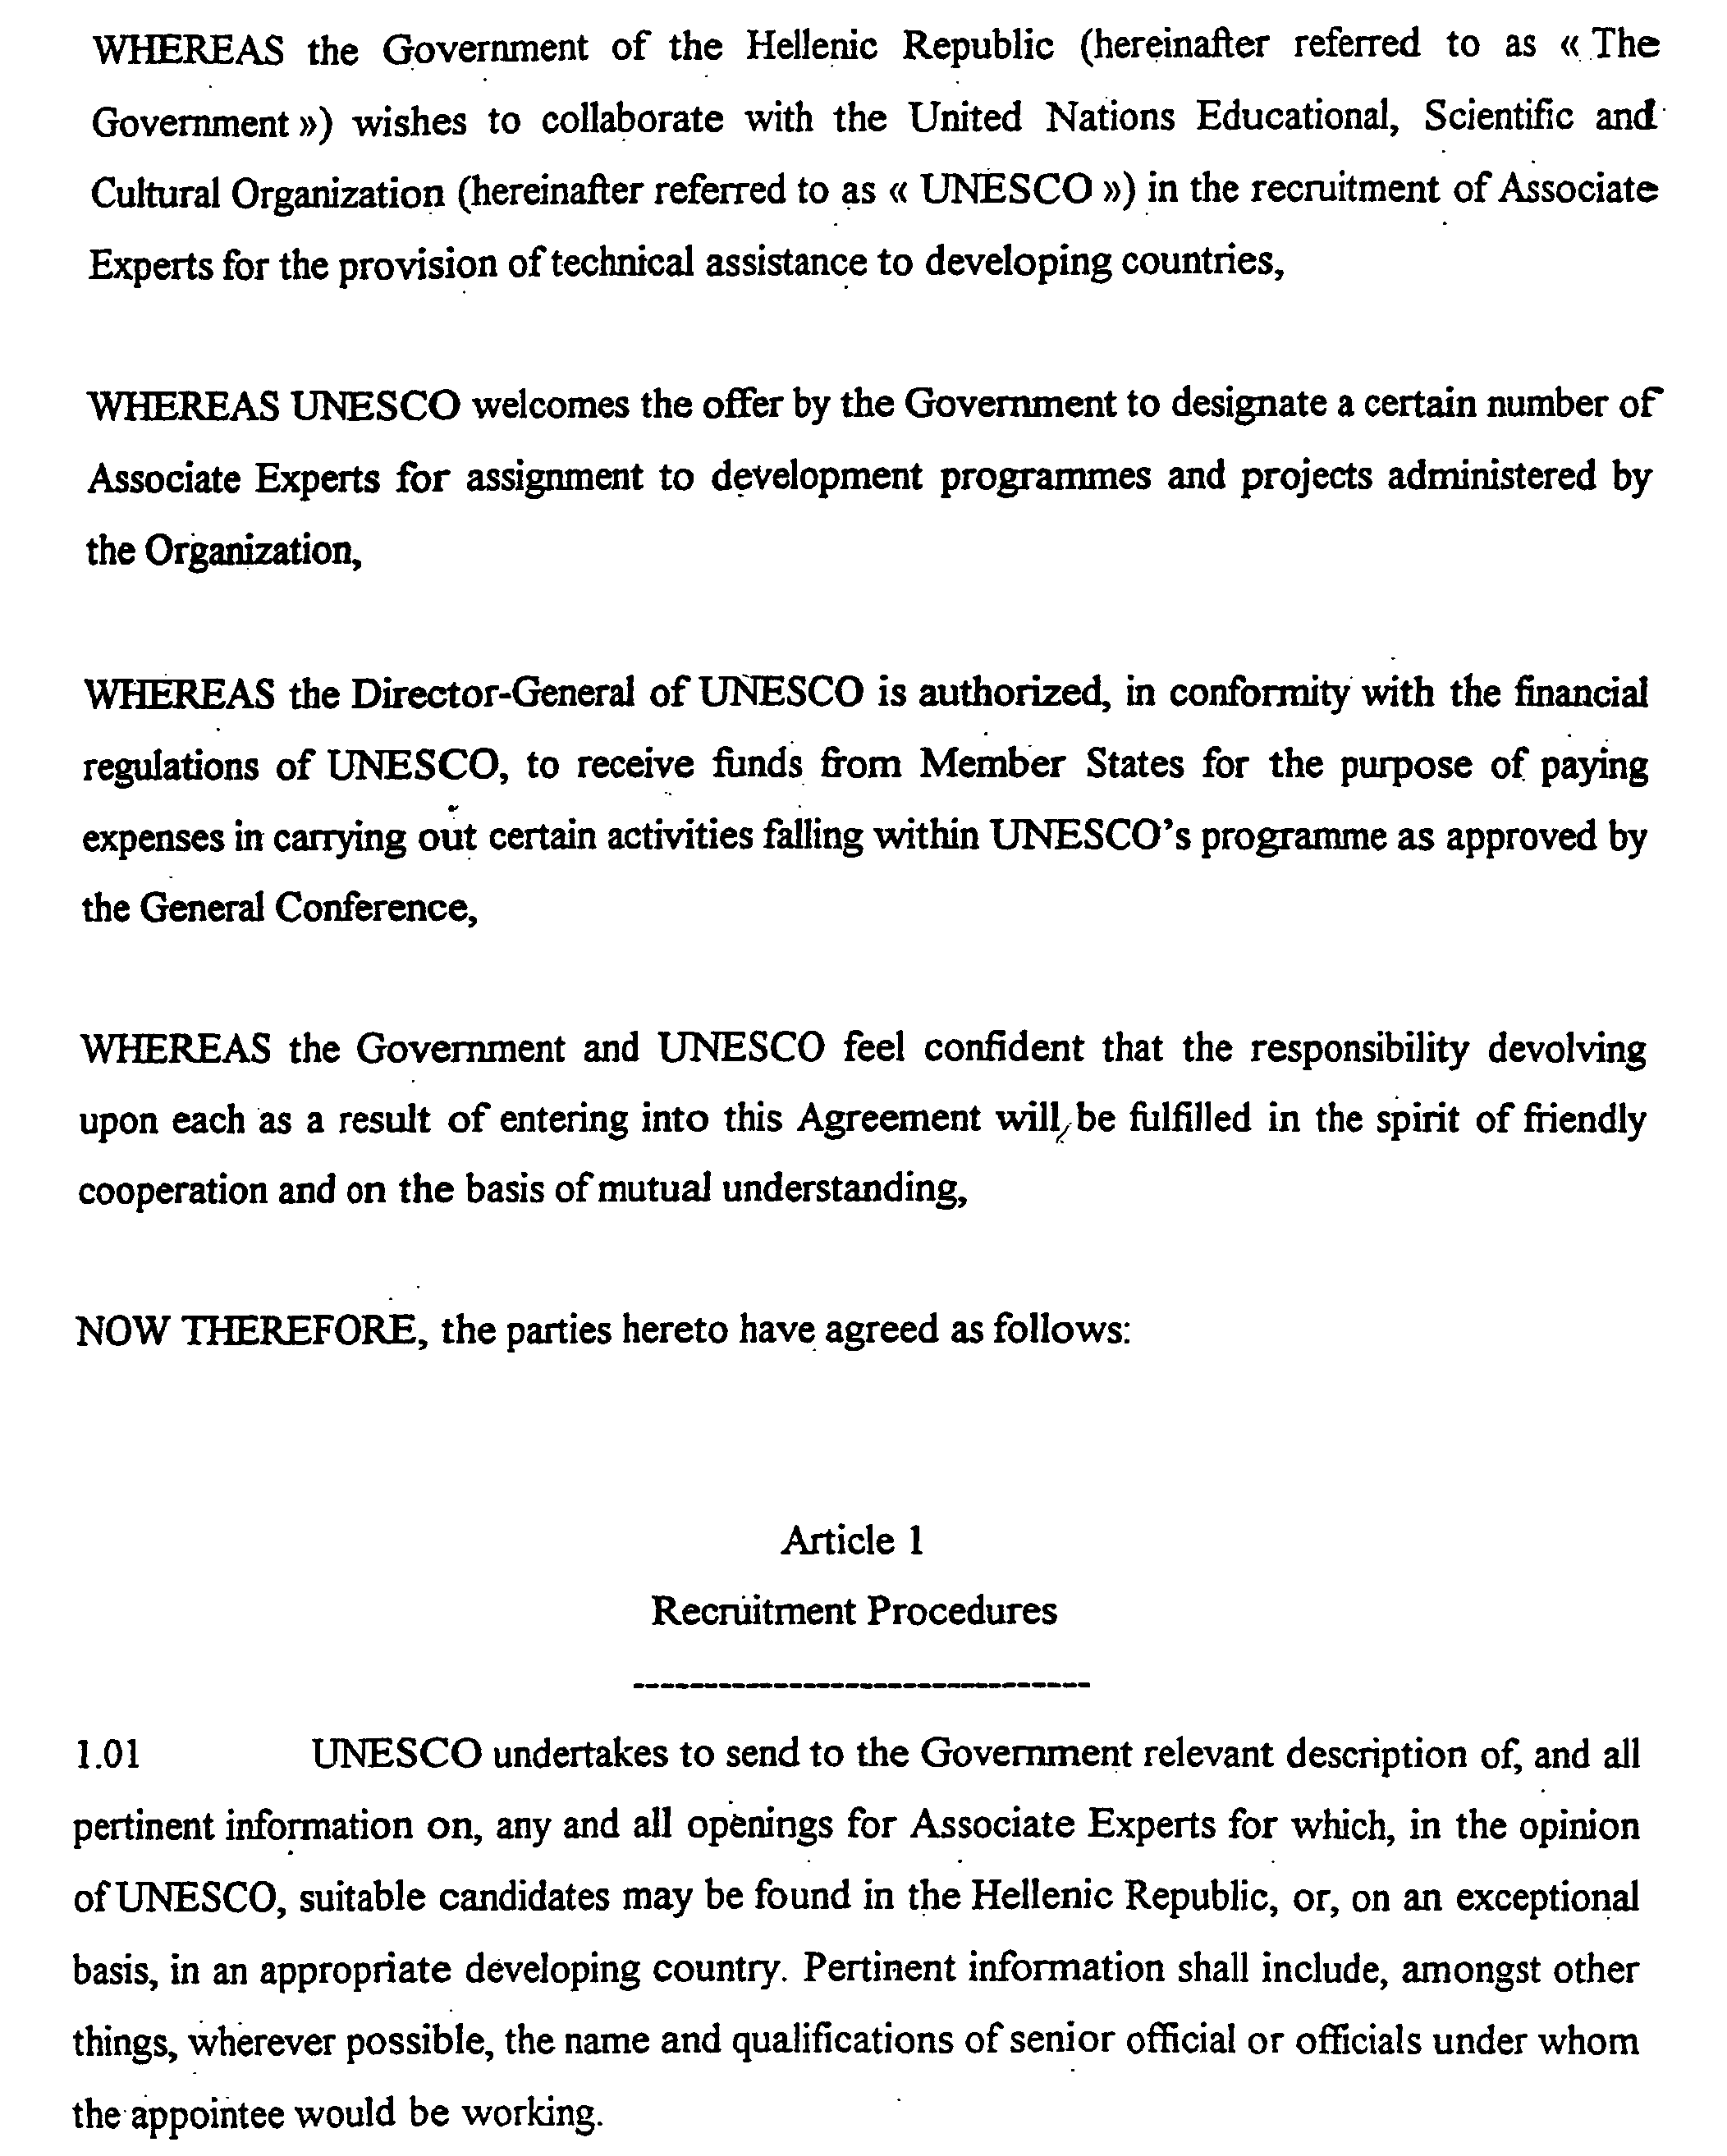 WHEREAS the Government of the Hellenic Republic (hereinafter referred to as « The
Government ») wishes to collaborate with the United Nations Educational, Scientific and
Cultural Organization (hereinafter referred to as « UNESCO ») in the recruitment of Associate
Experts for the provision of technical assistance to developing countries,
WHEREAS UNESCO welcomes the offer by the Government to designate a certain number of
Associate Experts for assignment to development programmes and projects administered by
the Organization,
WHEREAS the Director-General of UNESCO is authorized, in conformity with the financial
regulations of UNESCO, to receive funds from Member States for the purpose of paying
expenses in carrying out certain activities falling within UNESCO's programme as approved by
the General Conference,
WHEREAS the Government and UNESCO feel confident that the responsibility devolving
upon each as a result of entering into this Agreement will be fulfilled in the spirit of friendly
cooperation and on the basis of mutual understanding,
NOW THEREFORE, the parties hereto have agreed as follows:
Article 1
Recruitment Procedures
--------------------------------
1.01 UNESCO undertakes to send to the Government relevant description of, and all
pertinent information on, any and all openings for Associate Experts for which, in the opinion
of UNESCO, suitable candidates may be found in the Hellenic Republic, or, on an exceptional
basis, in an appropriate developing country. Pertinent information shall include, amongst other
things, wherever possible, the name and qualifications of senior official or officials under whom
the appointee would be working.